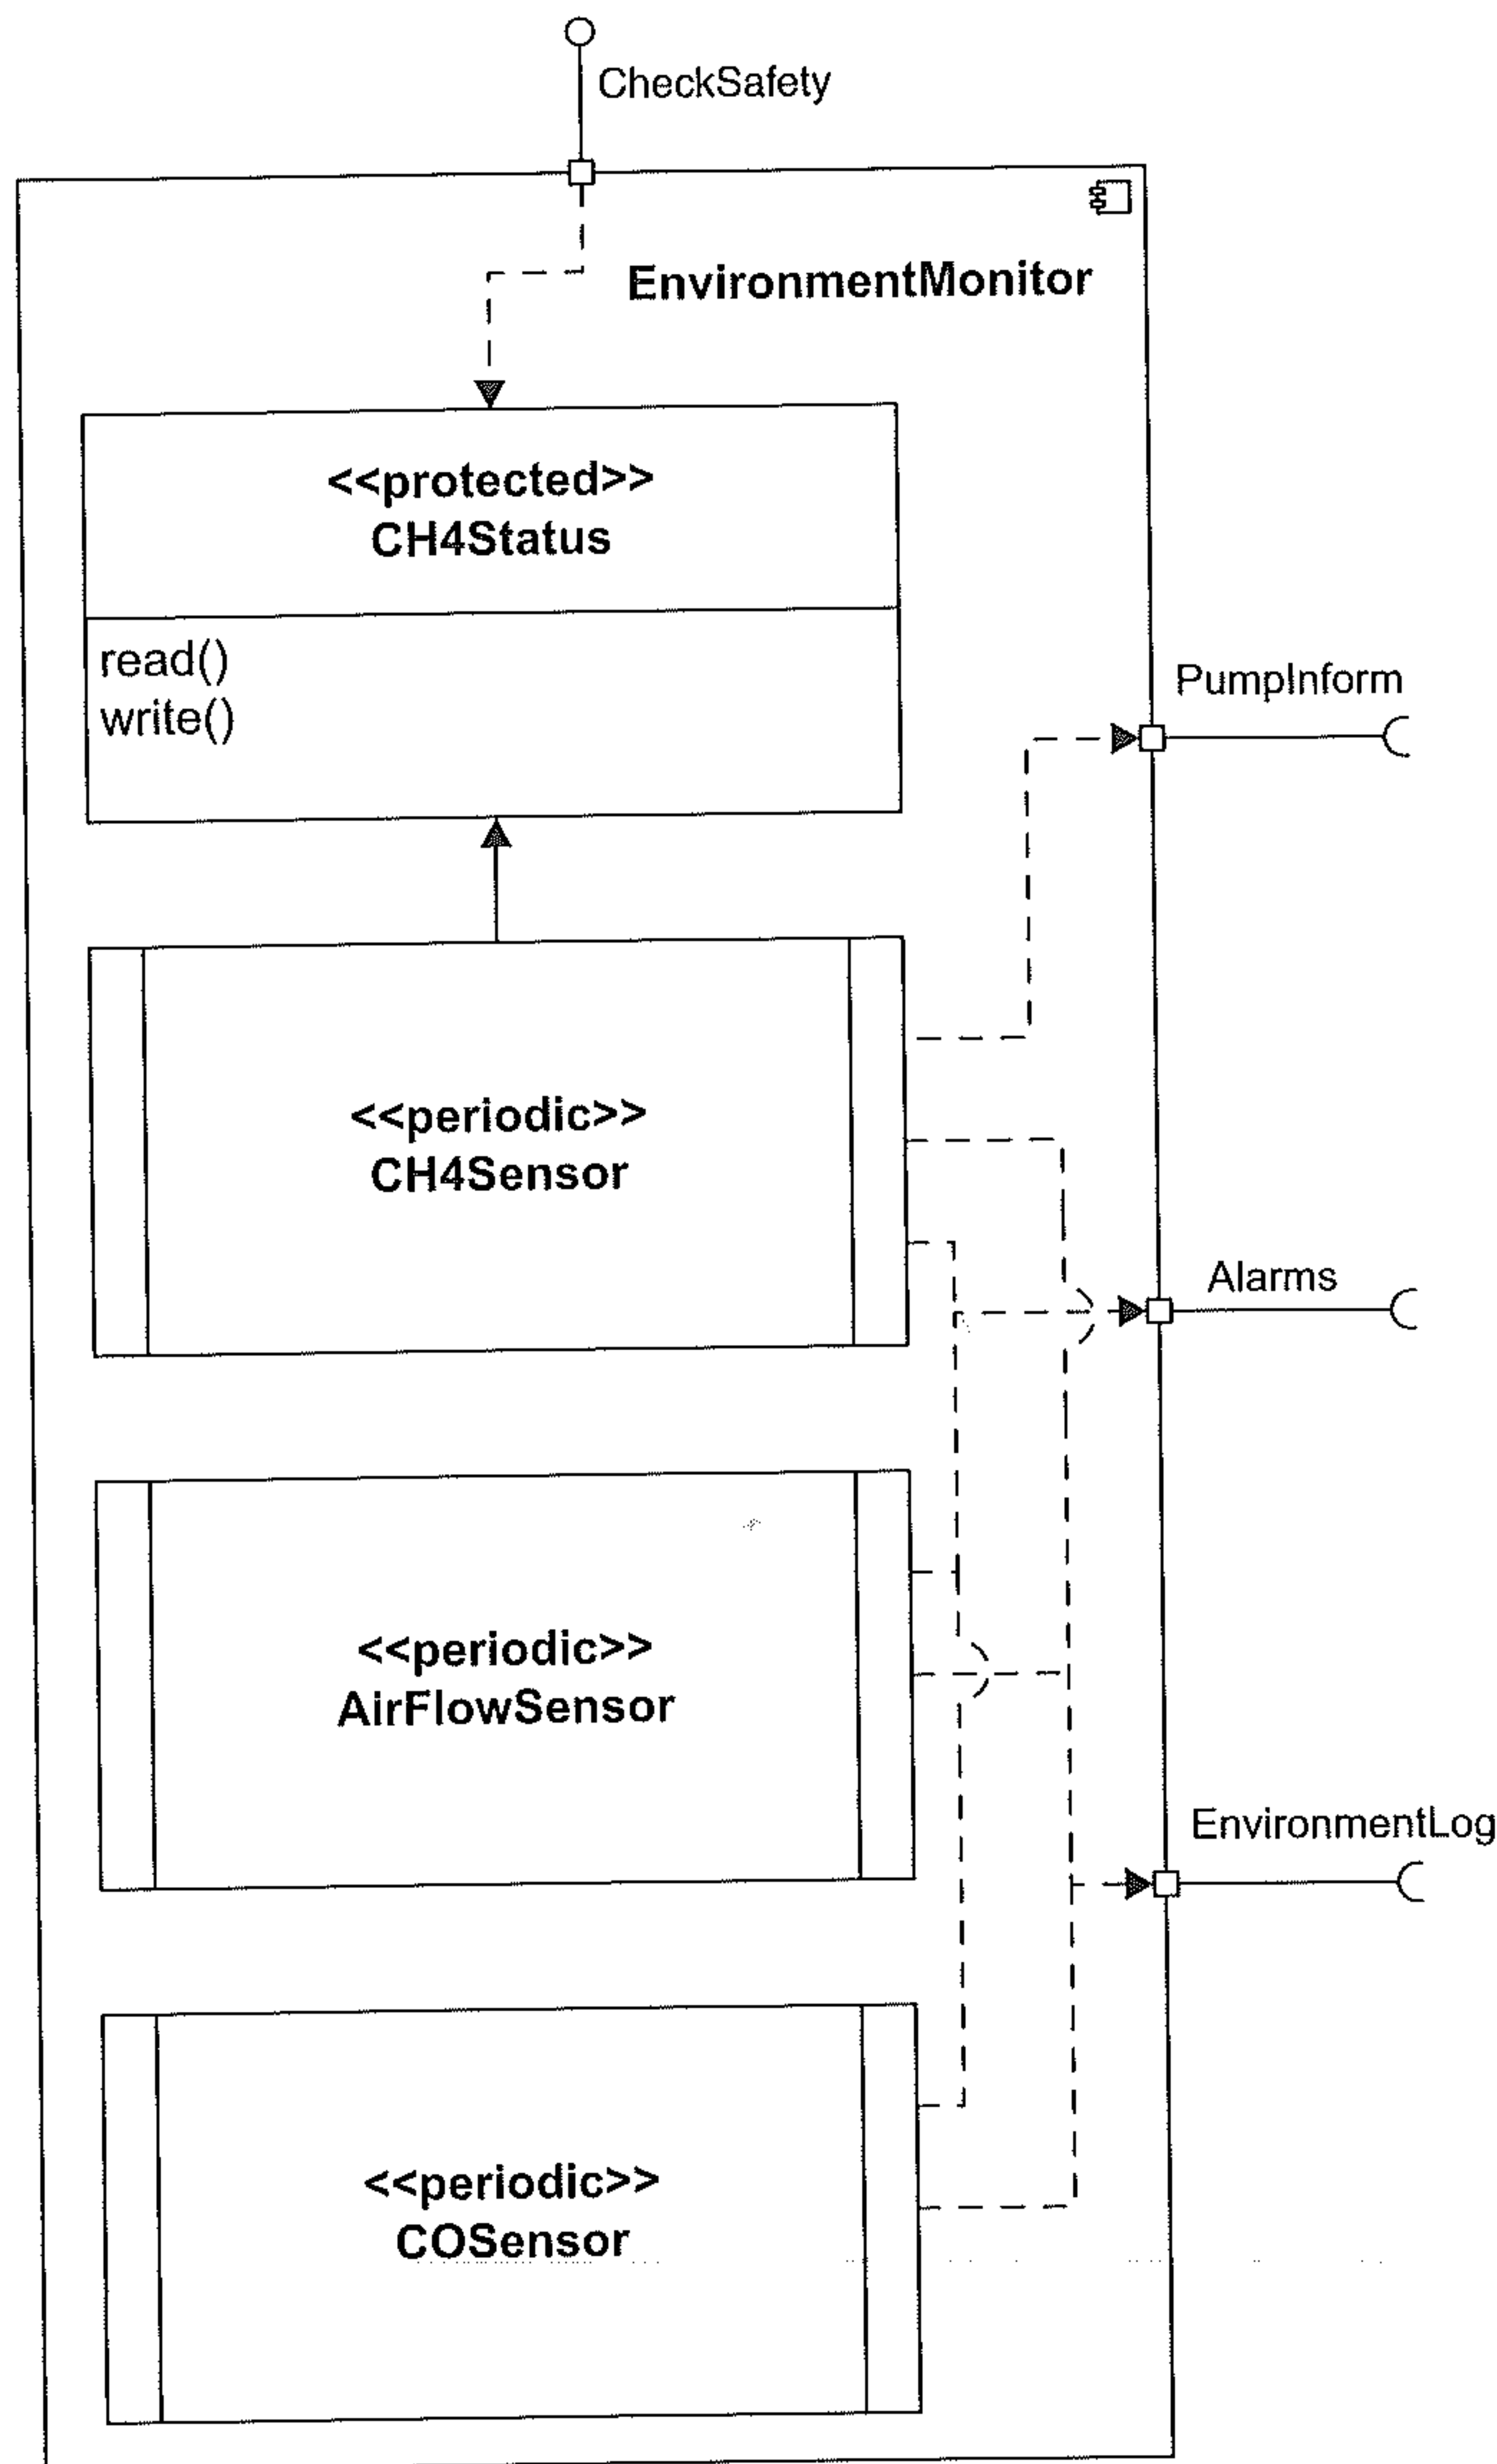 CheckSafety
EnvironmentMonitor
<<protected>>
CH4Status
read()
write()
PumpInform
<<periodic>>
CH4Sensor
Alarms
<<periodic>>
AirFlowSensor
EnvironmentLog
<<periodic>>
COSensor